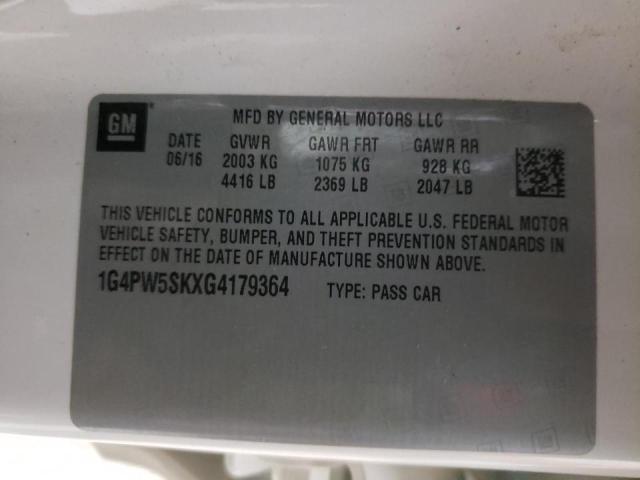 GM
MFD BY GENERAL MOTORS LLC
DATE GVWR GAWR FRT GAWR RR
06/16 2003 KG 1075 KG 928 KG
4416 LB 2369 LB 2047 LB
THIS VEHICLE CONFORMS TO ALL APPLICABLE U.S. FEDERAL MOTOR
VEHICLE SAFETY, BUMPER, AND THEFT PREVENTION STANDARDS IN
EFFECT ON THE DATE OF MANUFACTURE SHOWN ABOVE.
1G4PW5SKXG4179364 TYPE: PASS CAR